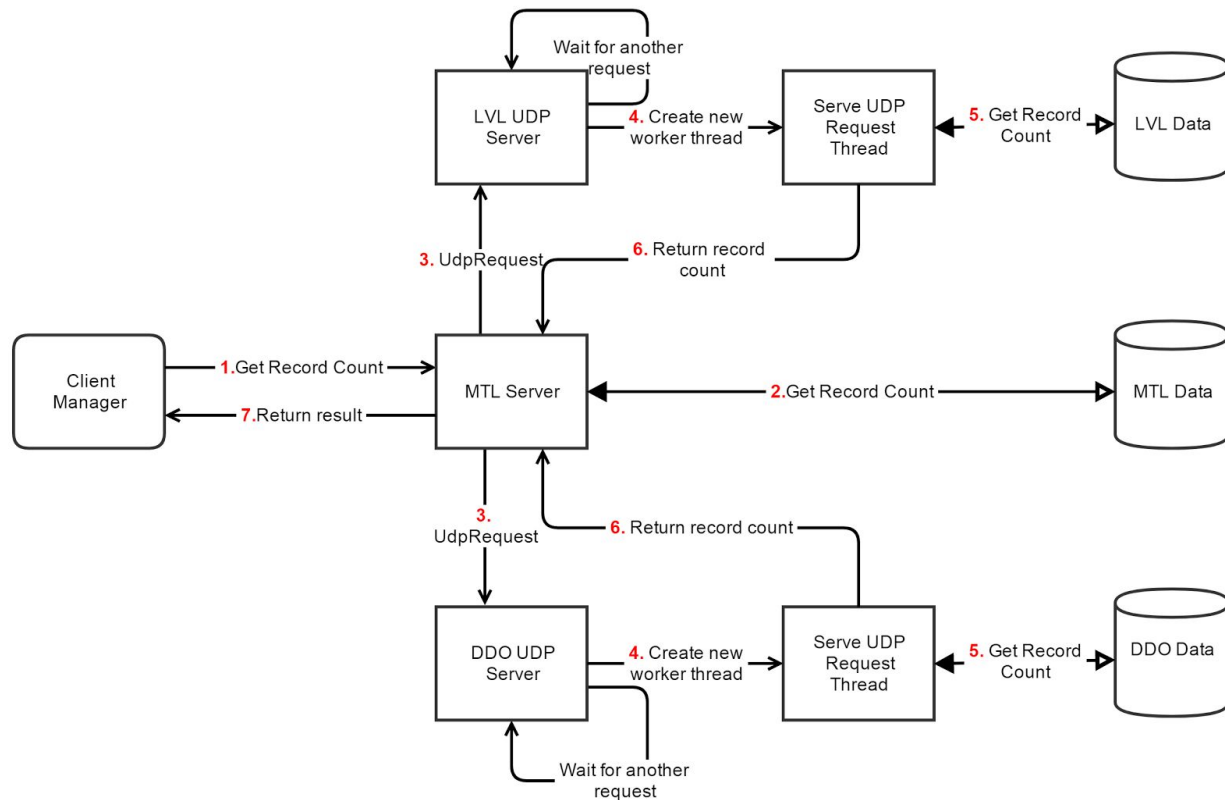 Wait for another
request
LVL UDP
Server
4. Create new
worker thread
Serve UDP
Request
Thread
5. Get Record
Count
LVL Data
3. UdpRequest
6. Return record
count
Client
Manager
1.Get Record Count
7.Return result
MTL Server
2.Get Record Count
MTL Data
3.
UdpRequest
6. Return record count
DDO UDP
Server
4. Create new
worker thread
Serve UDP
Request
Thread
5. Get Record
Count
DDO Data
Wait for another
request